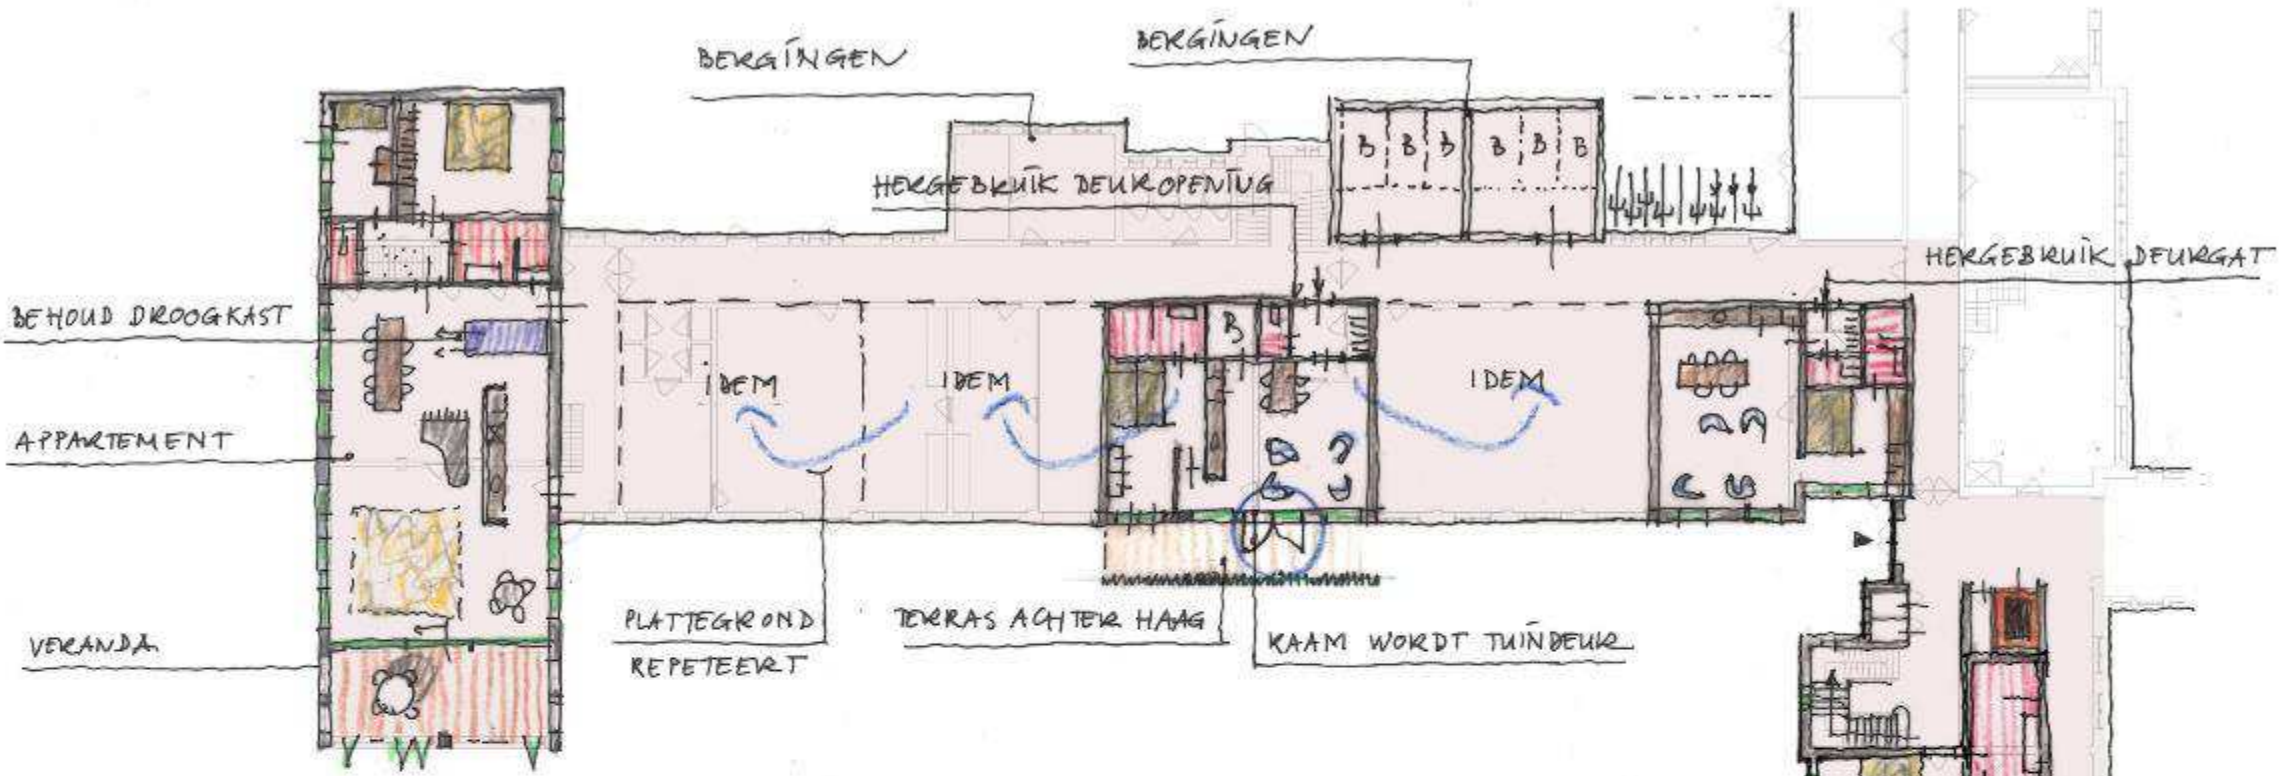 BERGINGEN
BERGINGEN
B B B B B B
HERGEBRUIK DEUROPENING
HERGEBRUIK DEURGAT
BEHOUD DROOGKAST
B
IDEM
IDEM
IDEM
APPARTEMENT
VERANDA
PLATTEGROND
REPETEERT
TERRAS ACHTER HAAG
RAAM WORDT TUINDEUR